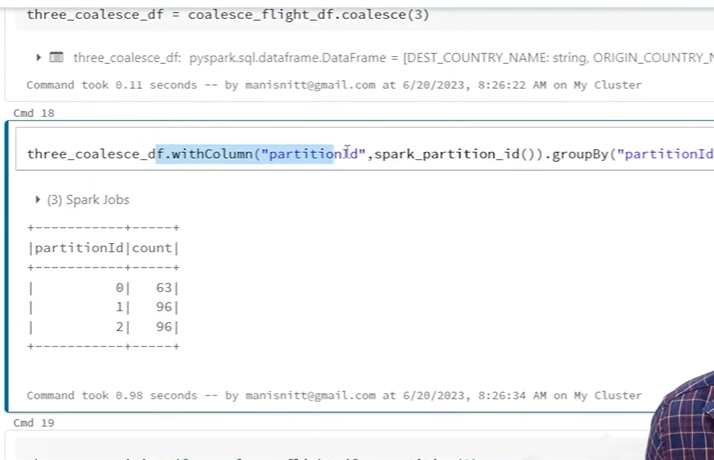 three_coalesce_df = coalesce_flight_df.coalesce(3)
three_coalesce_df: pyspark.sql.dataframe.DataFrame = [DEST_COUNTRY_NAME: string, ORIGIN_COUNTRY_N
Command took 0.11 seconds -- by manisnitt@gmail.com at 6/20/2023, 8:26:22 AM on My Cluster
Cmd 18
three_coalesce_df.withColumn("partitionId",spark_partition_id()).groupBy("partitionId
(3) Spark Jobs
+-----------+-----+
|partitionId|count|
+-----------+-----+
|          0|   63|
|          1|   96|
|          2|   96|
+-----------+-----+
Command took 0.98 seconds -- by manisnitt@gmail.com at 6/20/2023, 8:26:34 AM on My Cluster
Cmd 19